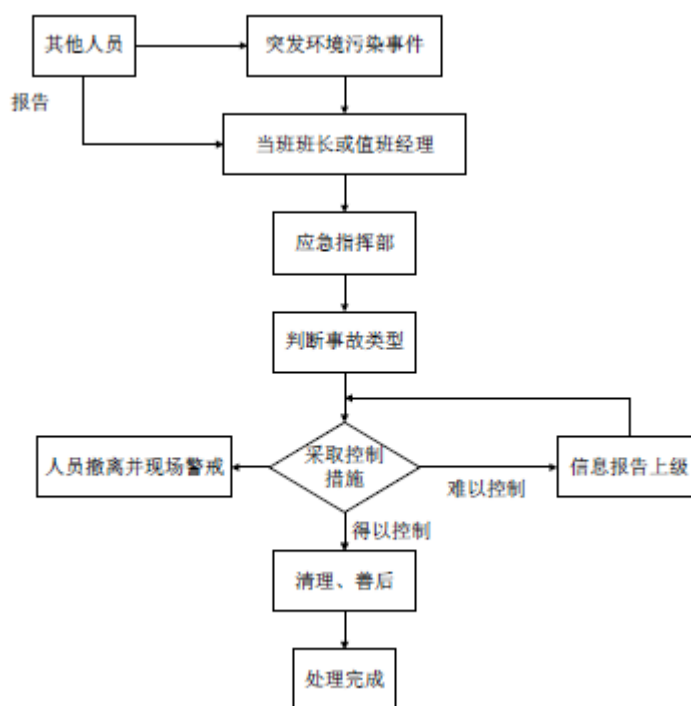 其他人员
突发环境污染事件
报告
当班班长或值班经理
应急指挥部
判断事故类型
采取控制
措施
人员撤离并现场警戒
信息报告上级
难以控制
得以控制
清理、善后
处理完成